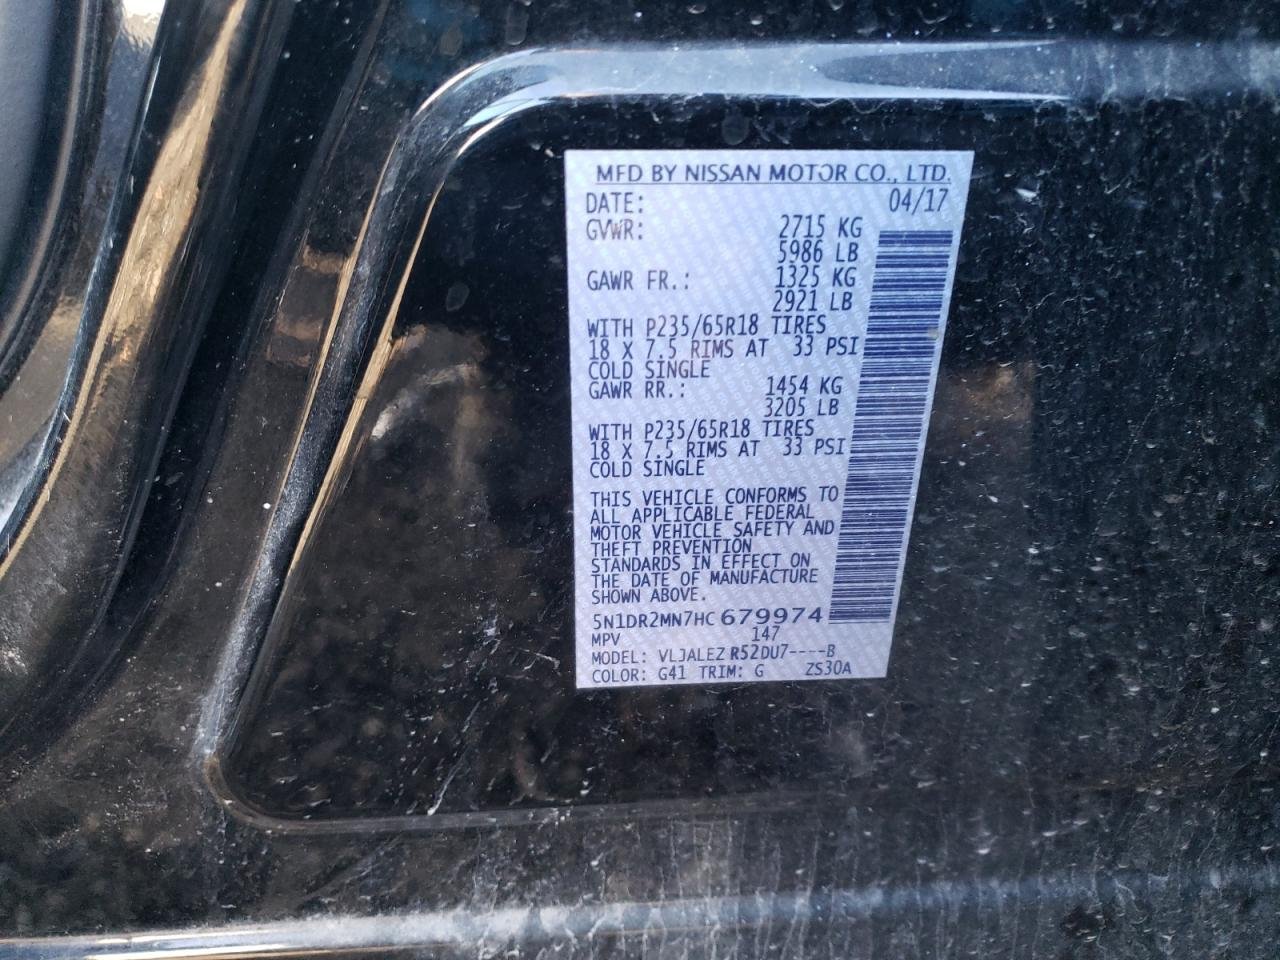 MFD BY NISSAN MOTOR CO., LTD.
DATE: 04/17
GVWR: 2715 KG
5986 LB
GAWR FR.: 1325 KG
2921 LB
WITH P235/65R18 TIRES
18 X 7.5 RIMS AT 33 PSI
COLD SINGLE
GAWR RR.: 1454 KG
3205 LB
WITH P235/65R18 TIRES
18 X 7.5 RIMS AT 33 PSI
COLD SINGLE
THIS VEHICLE CONFORMS TO
ALL APPLICABLE FEDERAL
MOTOR VEHICLE SAFETY AND
THEFT PREVENTION
STANDARDS IN EFFECT ON
THE DATE OF MANUFACTURE
SHOWN ABOVE.
5N1DR2MN7HC679974
MPV 147
MODEL: VLJALEZ R52DU7----B
COLOR: G41 TRIM: G ZS30A